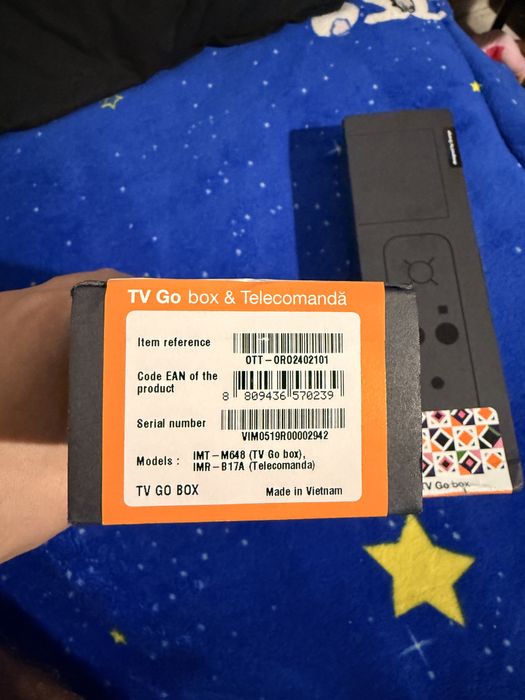 TV Go box & Telecomandă
Item reference
OTT-ORO2402101
Code EAN of the
product
8 809436 570239
Serial number
VIM0519R00002942
Models : IMT-M648 (TV Go box),
IMR-B17A (Telecomanda)
TV GO BOX Made in Vietnam
TV Go box